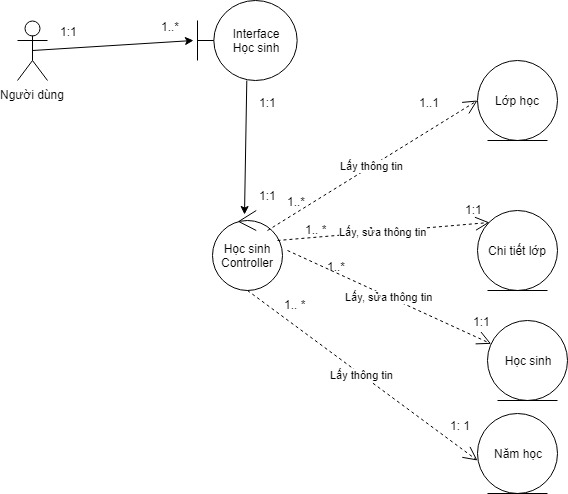 1:1
1..*
Interface
Học sinh
Người dùng
1:1
1..1
Lớp học
Lấy thông tin
1:1
1..*
1:1
1.. *
Lấy, sửa thông tin
Học sinh
Controller
Chi tiết lớp
1..*
Lấy, sửa thông tin
1.. *
1:1
Học sinh
Lấy thông tin
1: 1
Năm học